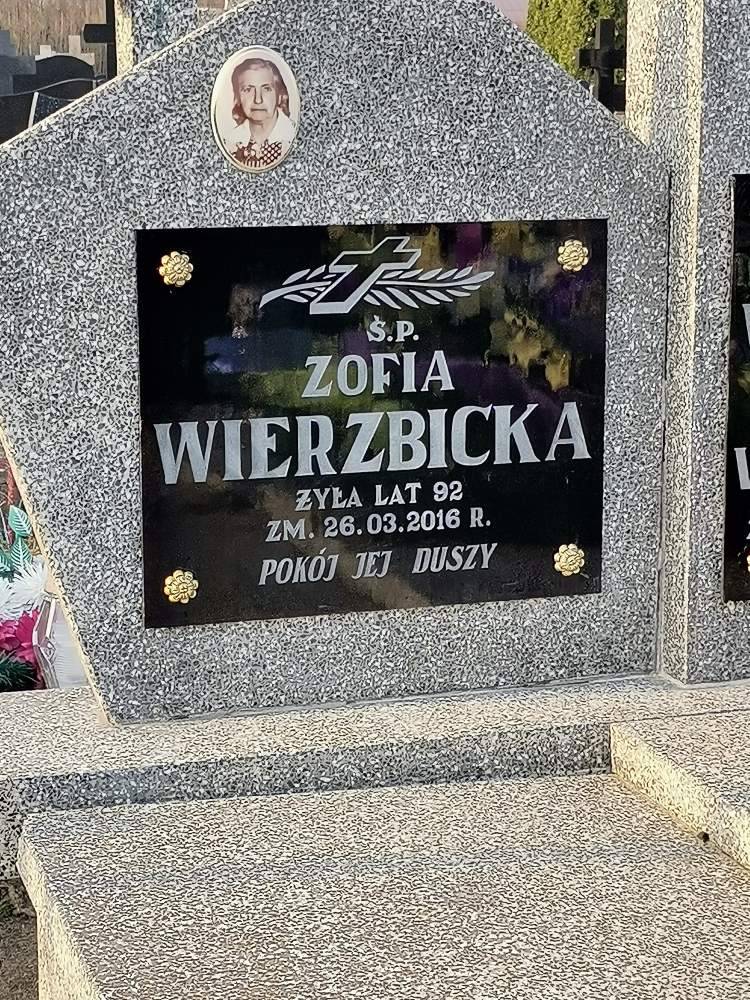 Ś.P.
ZOFIA
WIERZBICKA
ŻYŁA LAT 92
ZM. 26.03.2016 R.
POKÓJ JEJ DUSZY